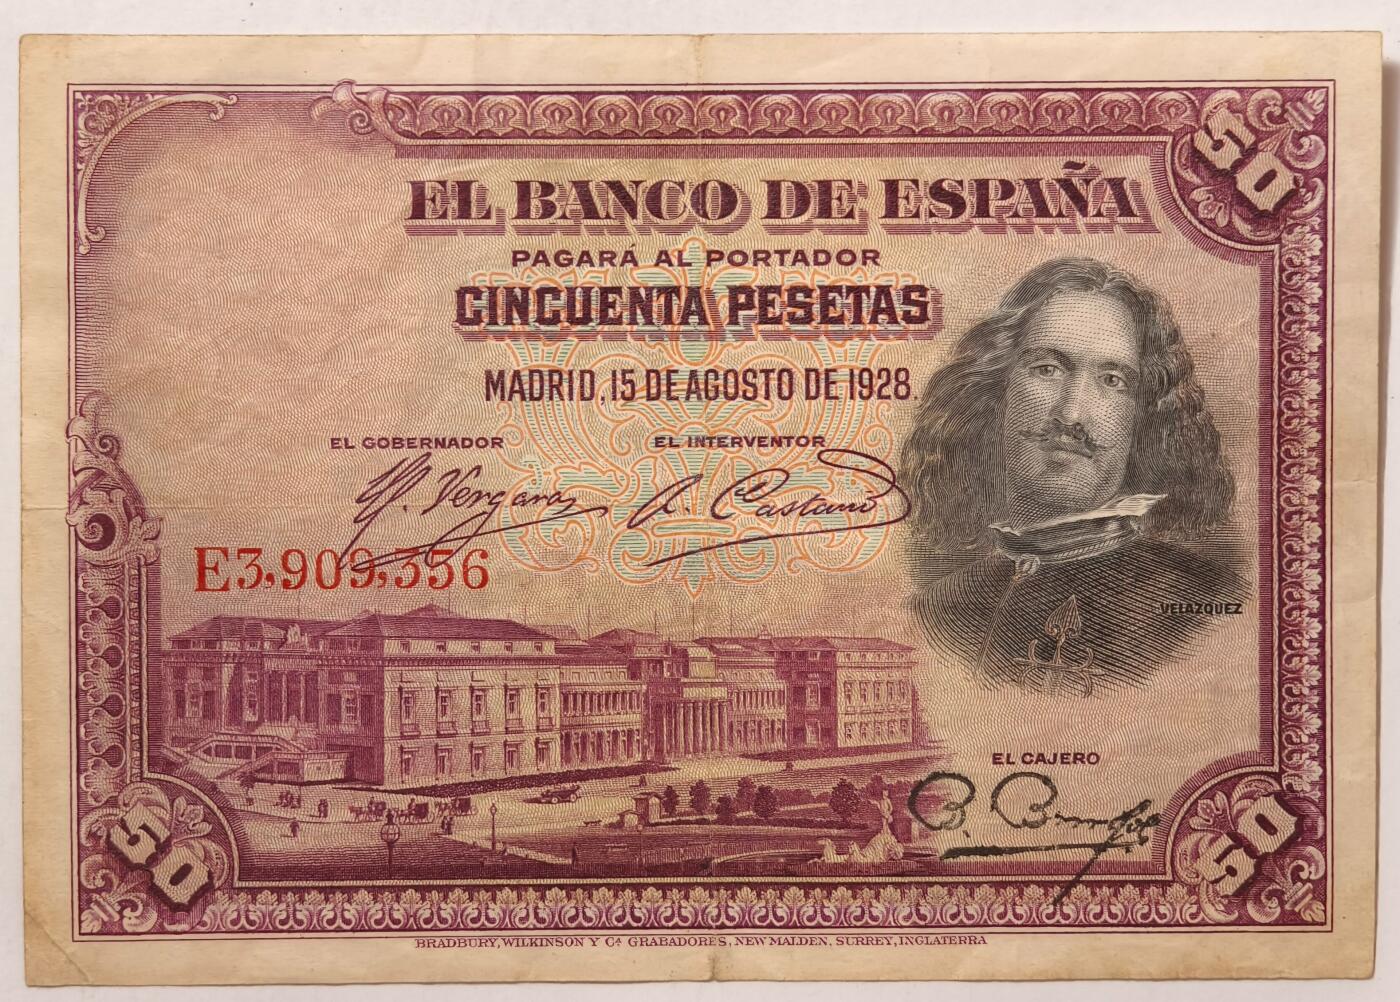 50
EL BANCO DE ESPAÑA
PAGARÁ AL PORTADOR
CINCUENTA PESETAS
MADRID, 15 DE AGOSTO DE 1928.
EL GOBERNADOR
EL INTERVENTOR
E3,909,356
VELAZQUEZ
EL CAJERO
50
50
BRADBURY, WILKINSON Y Cª GRABADORES, NEW MALDEN, SURREY, INGLATERRA